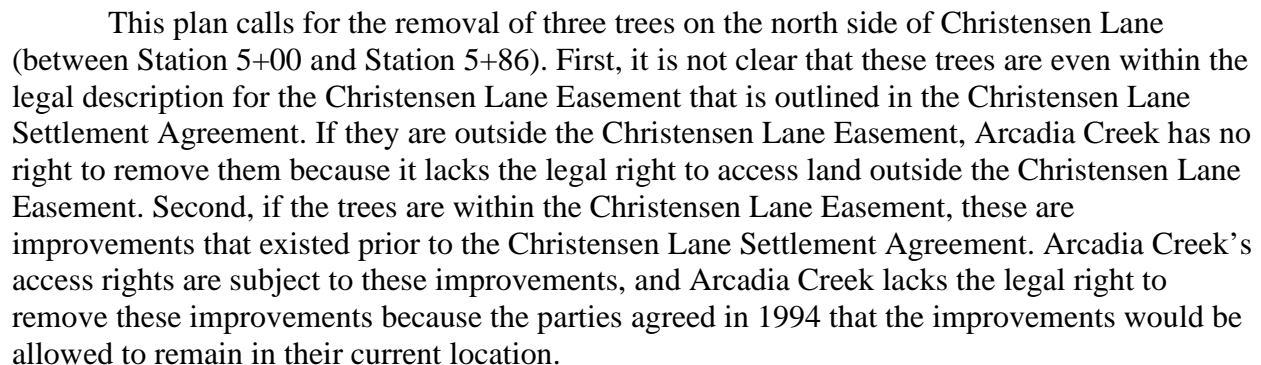 This plan calls for the removal of three trees on the north side of Christensen Lane
(between Station 5+00 and Station 5+86). First, it is not clear that these trees are even within the
legal description for the Christensen Lane Easement that is outlined in the Christensen Lane
Settlement Agreement. If they are outside the Christensen Lane Easement, Arcadia Creek has no
right to remove them because it lacks the legal right to access land outside the Christensen Lane
Easement. Second, if the trees are within the Christensen Lane Easement, these are
improvements that existed prior to the Christensen Lane Settlement Agreement. Arcadia Creek’s
access rights are subject to these improvements, and Arcadia Creek lacks the legal right to
remove these improvements because the parties agreed in 1994 that the improvements would be
allowed to remain in their current location.